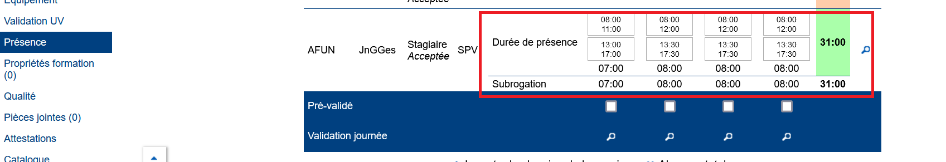 Equipement
Validation UV
Présence
Propriétés formation
(0)
Qualité
Pièces jointes (0)
Attestations
Catalogue
Acceptée
AFUN JnGGes Stagiaire
Acceptée SPV
Durée de présence
08:00 08:00 08:00 08:00
11:00 12:00 12:00 12:00
13:00 13:30 13:30 13:30
17:00 17:30 17:30 17:30
07:00 08:00 08:00 08:00
31:00
Subrogation 07:00 08:00 08:00 08:00 31:00
Pré-validé
Validation journée